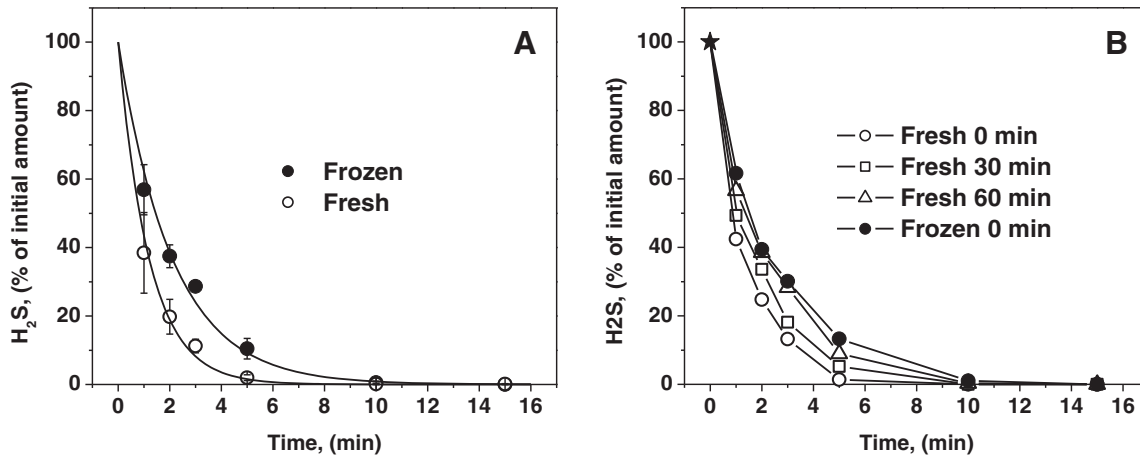 A
H₂S, (% of initial amount)
100
80
60
40
20
0
Frozen
Fresh
0 2 4 6 8 10 12 14 16
Time, (min)
B
H2S, (% of initial amount)
100
80
60
40
20
0
Fresh 0 min
Fresh 30 min
Fresh 60 min
Frozen 0 min
0 2 4 6 8 10 12 14 16
Time, (min)